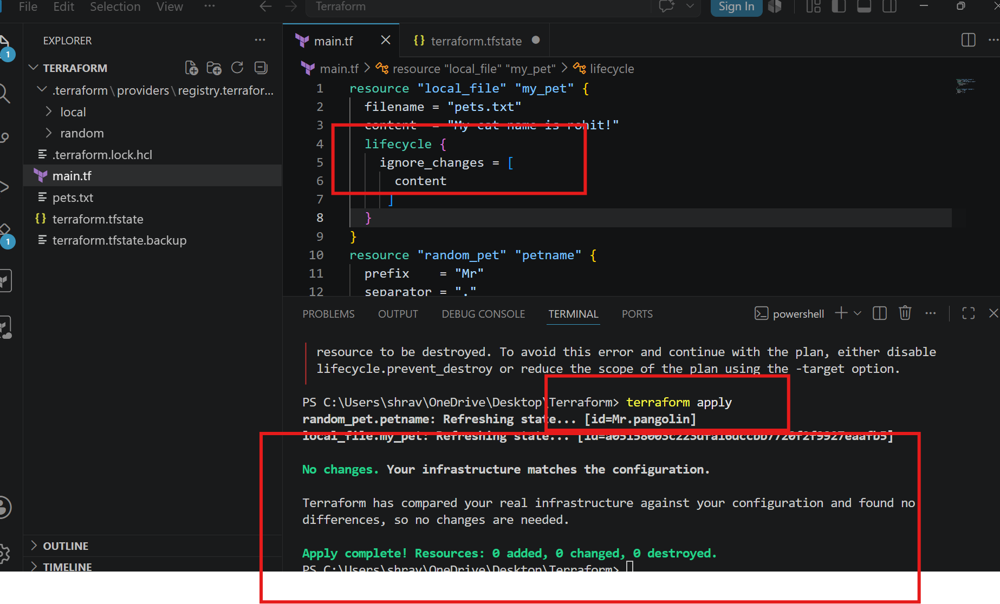 File Edit Selection View ··· Terraform Sign In
EXPLORER ···
TERRAFORM
.terraform\providers\registry.terrafor...
local
random
.terraform.lock.hcl
main.tf
pets.txt
terraform.tfstate
terraform.tfstate.backup
OUTLINE
TIMELINE
1
1
main.tf
{} terraform.tfstate
main.tf > resource "local_file" "my_pet" > lifecycle
1 resource "local_file" "my_pet" {
2 filename = "pets.txt"
3 content = "My cat name is rohit!"
4 lifecycle {
5 ignore_changes = [
6 content
7 ]
8 }
9 }
10 resource "random_pet" "petname" {
11 prefix = "Mr"
12 separator = "."
PROBLEMS OUTPUT DEBUG CONSOLE TERMINAL PORTS powershell
resource to be destroyed. To avoid this error and continue with the plan, either disable
lifecycle.prevent_destroy or reduce the scope of the plan using the -target option.
PS C:\Users\shrav\OneDrive\Desktop\Terraform> terraform apply
random_pet.petname: Refreshing state... [id=Mr.pangolin]
local_file.my_pet: Refreshing state...
No changes. Your infrastructure matches the configuration.
Terraform has compared your real infrastructure against your configuration and found no
differences, so no changes are needed.
Apply complete! Resources: 0 added, 0 changed, 0 destroyed.
PS C:\Users\shrav\OneDrive\Desktop\Terraform>